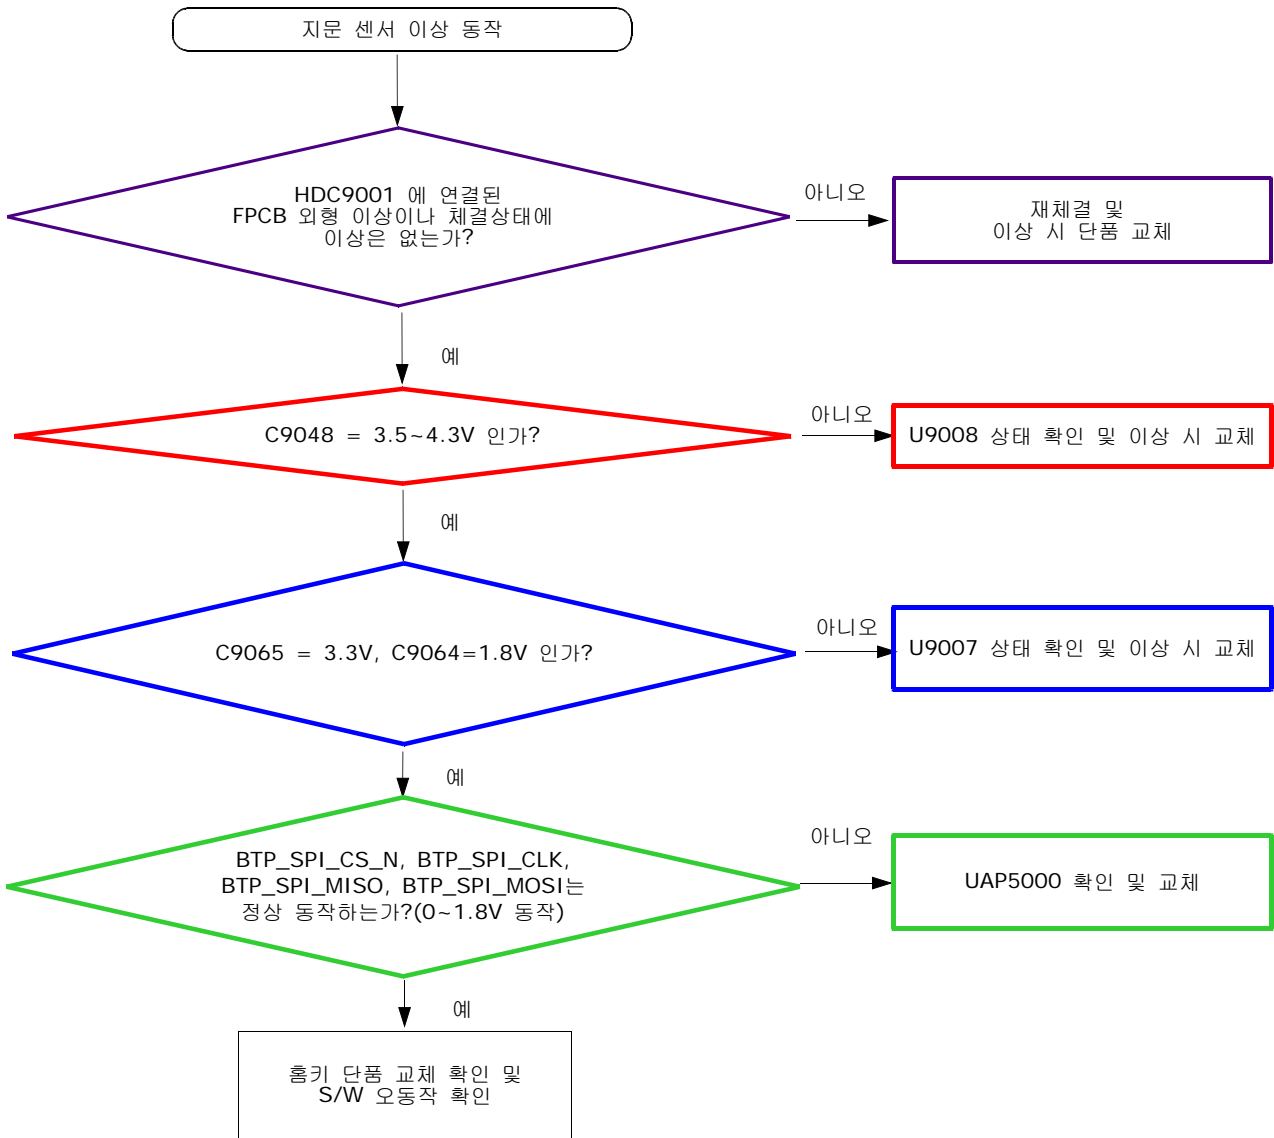 지문 센서 이상 동작
HDC9001 에 연결된
FPCB 외형 이상이나 체결상태에
이상은 없는가?
아니오
재체결 및
이상 시 단품 교체
예
C9048 = 3.5~4.3V 인가?
아니오
U9008 상태 확인 및 이상 시 교체
예
C9065 = 3.3V, C9064=1.8V 인가?
아니오
U9007 상태 확인 및 이상 시 교체
예
BTP_SPI_CS_N, BTP_SPI_CLK,
BTP_SPI_MISO, BTP_SPI_MOSI는
정상 동작하는가?(0~1.8V 동작)
아니오
UAP5000 확인 및 교체
예
홈키 단품 교체 확인 및
S/W 오동작 확인